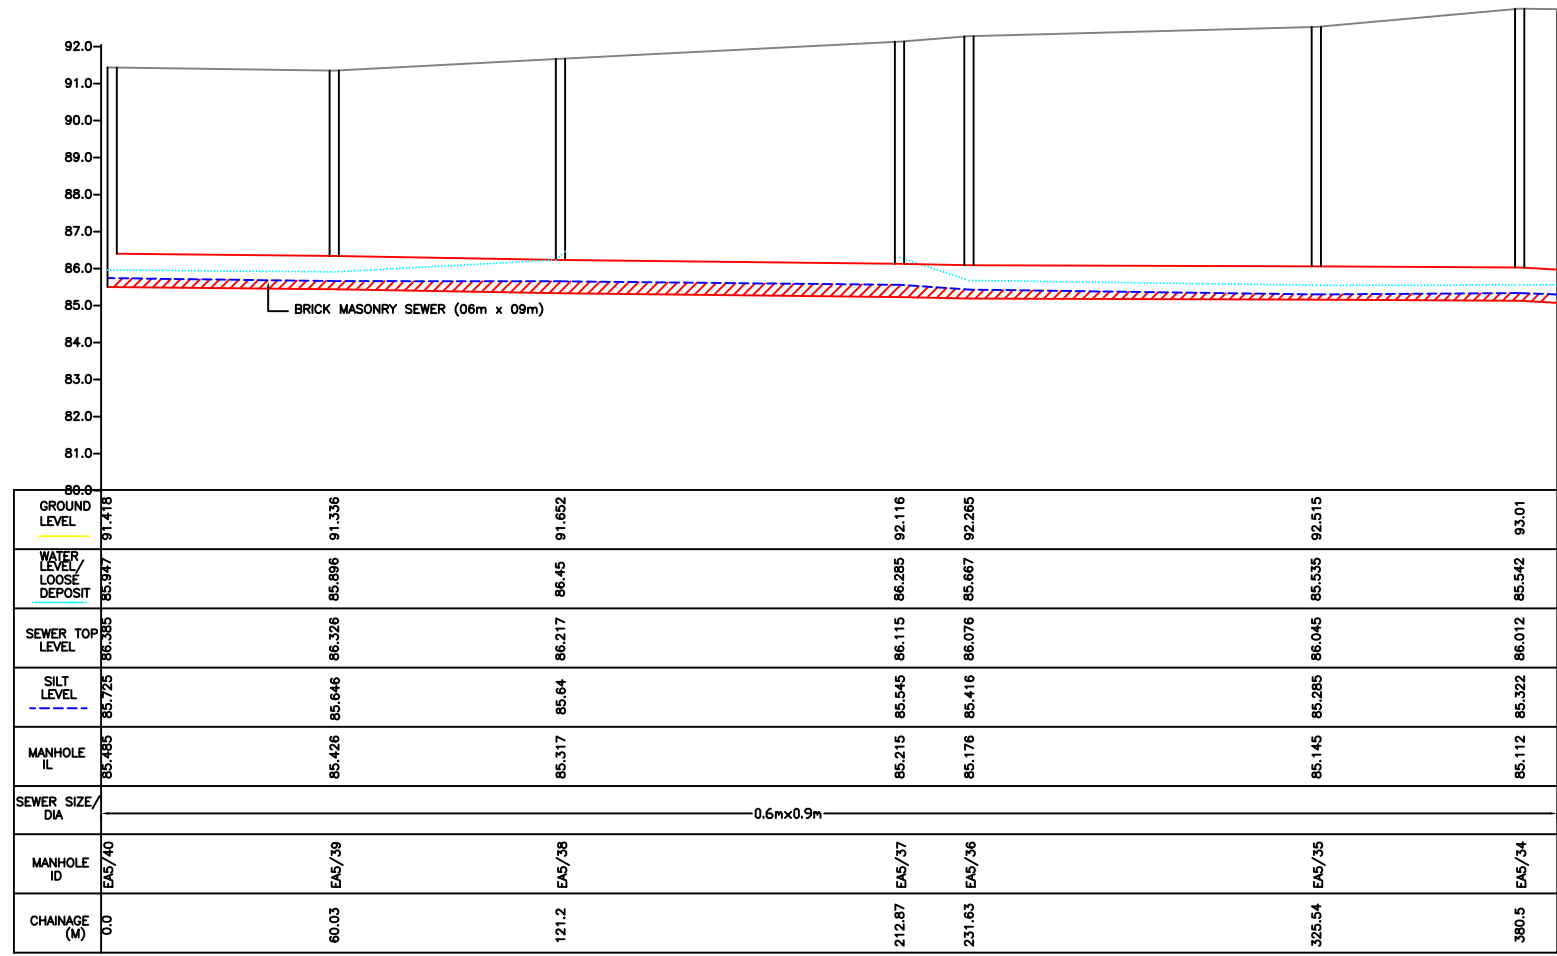 92.0
91.0
90.0
89.0
88.0
87.0
86.0
85.0
84.0
83.0
82.0
81.0
80.0
BRICK MASONRY SEWER (06m x 09m)
GROUND
LEVEL
91.418 91.336 91.652 92.116 92.265 92.515 93.01
WATER
LEVEL/
LOOSE
DEPOSIT
85.947 85.896 86.45 86.285 85.667 85.535 85.542
SEWER TOP
LEVEL
86.385 86.326 86.217 86.115 86.076 86.045 86.012
SILT
LEVEL
85.725 85.646 85.64 85.545 85.416 85.285 85.322
MANHOLE
IL
85.485 85.426 85.317 85.215 85.176 85.145 85.112
SEWER SIZE/
DIA
0.6mx0.9m
MANHOLE
ID
EA5/40 EA5/39 EA5/38 EA5/37 EA5/36 EA5/35 EA5/34
CHAINAGE
(M)
0.0 60.03 121.2 212.87 231.63 325.54 380.5